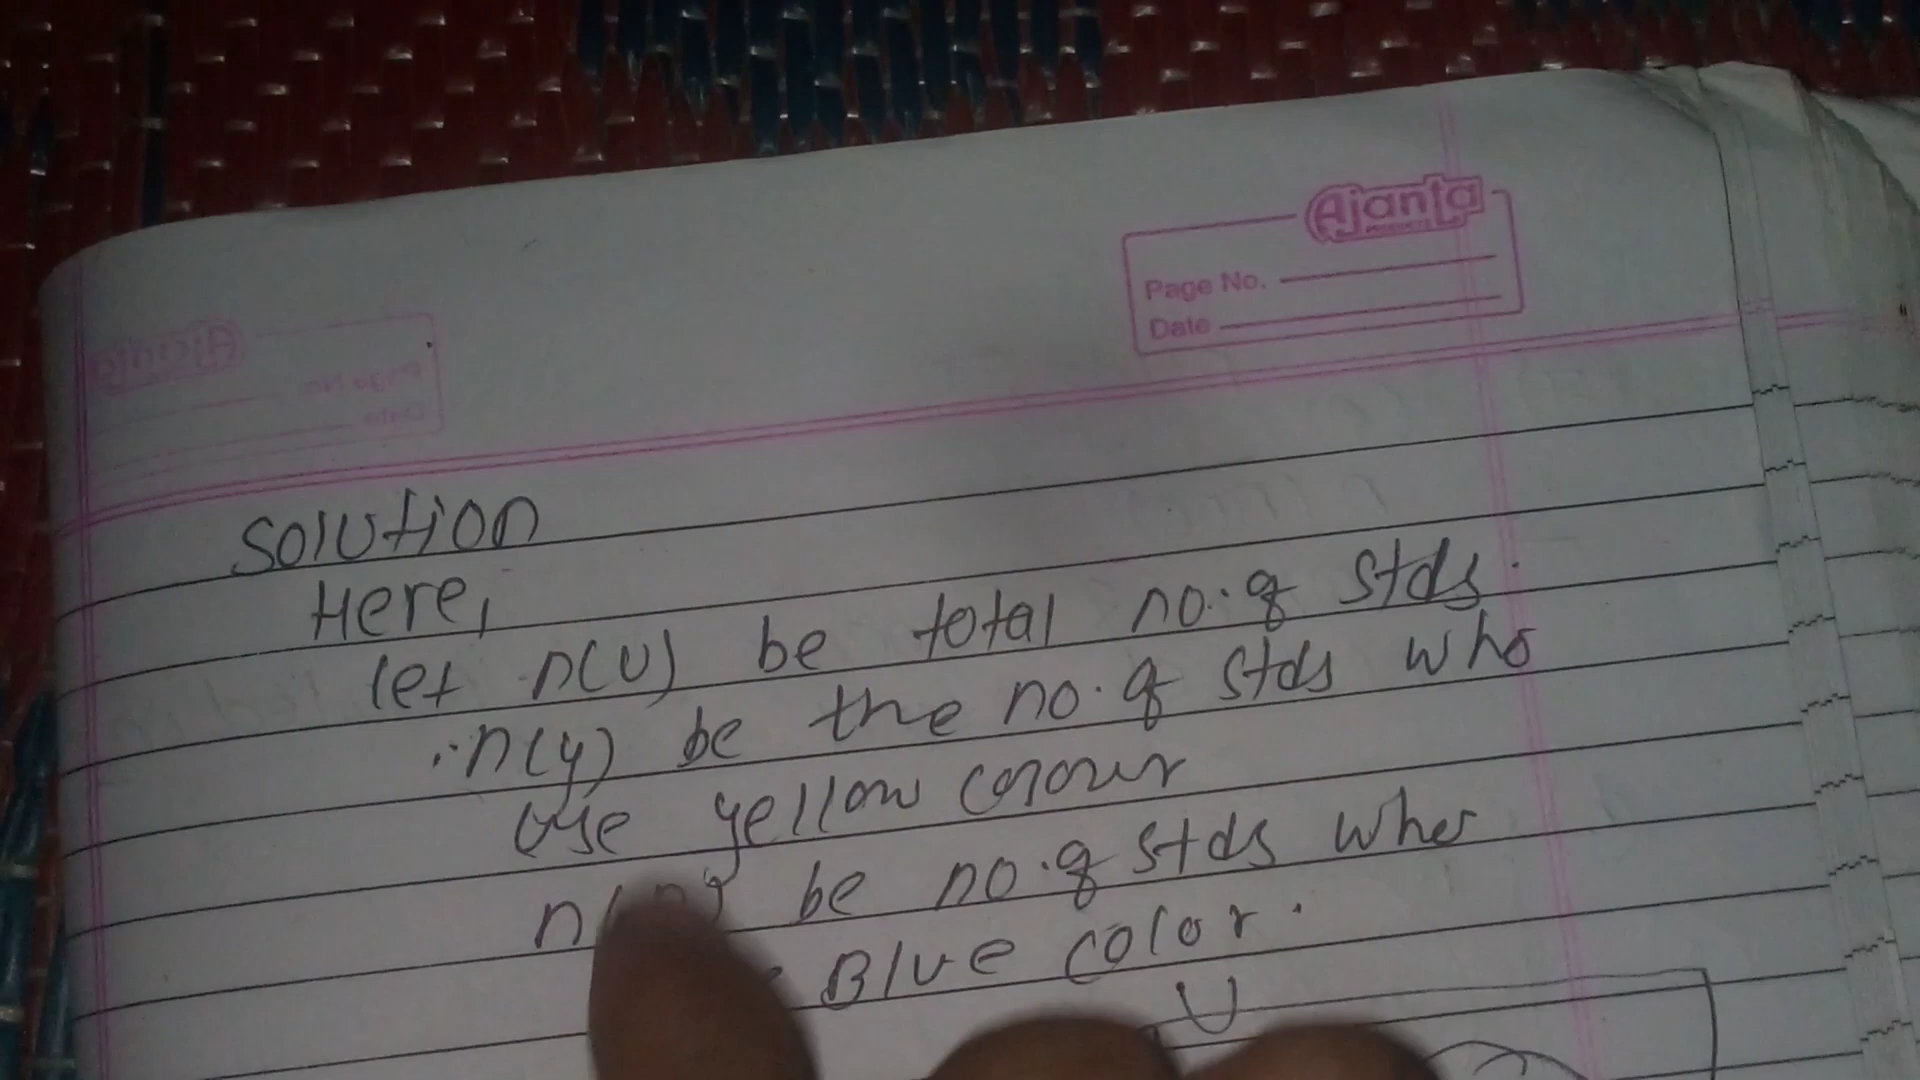 Ajanta
PRODUCTS
Page No.
Date
Solution
Here,
let n(U) be total no. of stds.
∴ n(y) be the no. of stds who
use yellow colour
be no. of stds who
Blue color.
U